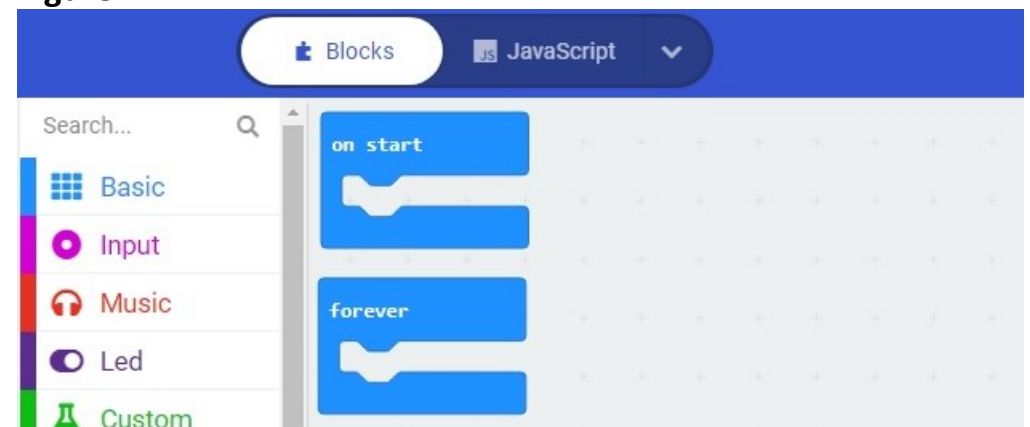 Blocks
JS JavaScript
Search...
Basic
Input
Music
Led
Custom
on start
forever